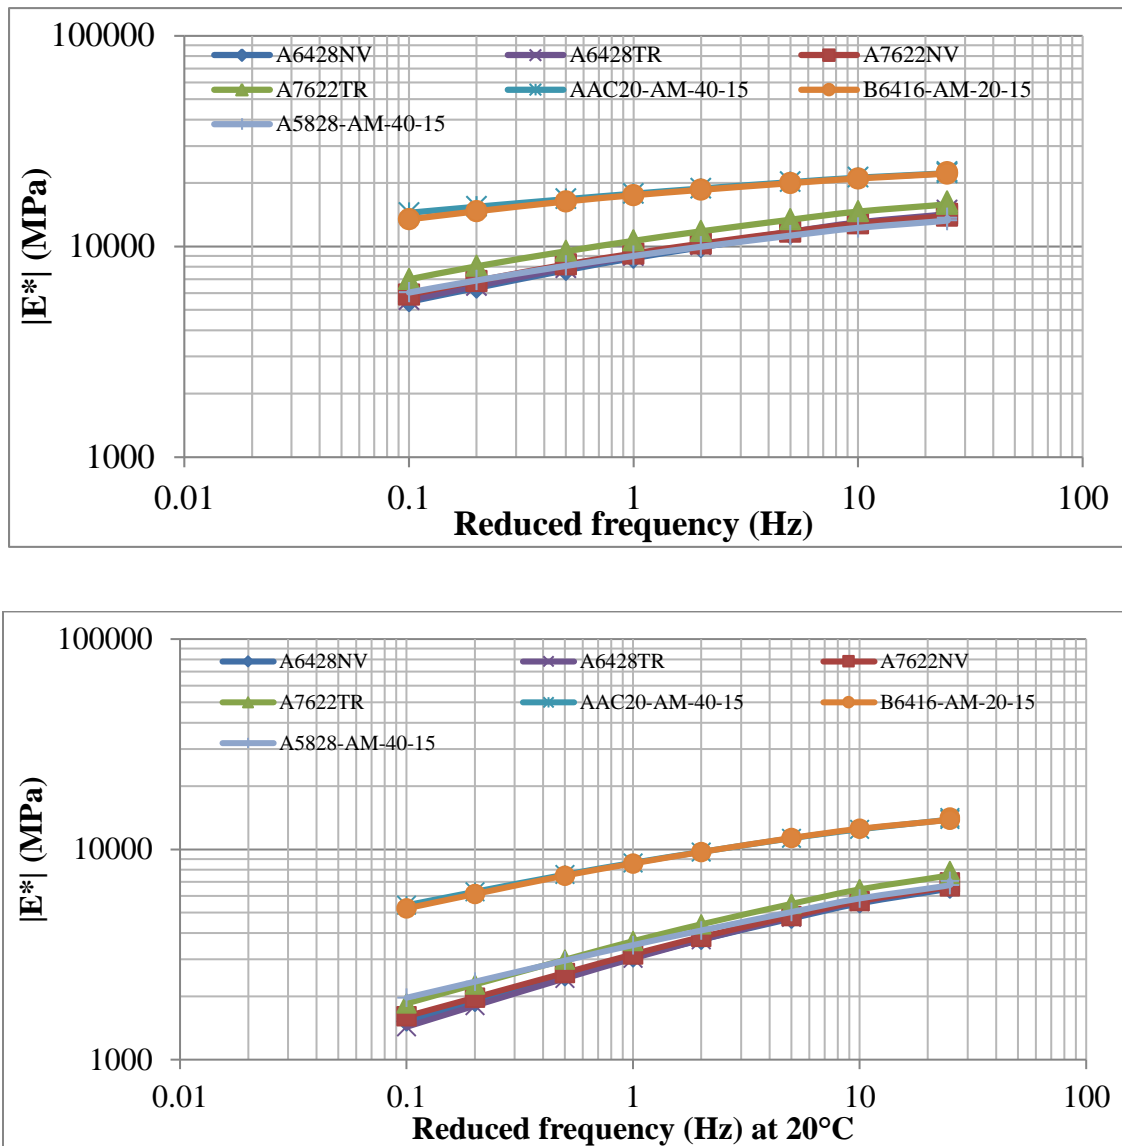 100000
A6428NV A6428TR A7622NV
A7622TR AAC20-AM-40-15 B6416-AM-20-15
A5828-AM-40-15
10000
1000
|E*| (MPa)
0.01 0.1 1 10 100
Reduced frequency (Hz)
100000
A6428NV A6428TR A7622NV
A7622TR AAC20-AM-40-15 B6416-AM-20-15
A5828-AM-40-15
10000
1000
|E*| (MPa)
0.01 0.1 1 10 100
Reduced frequency (Hz) at 20°C